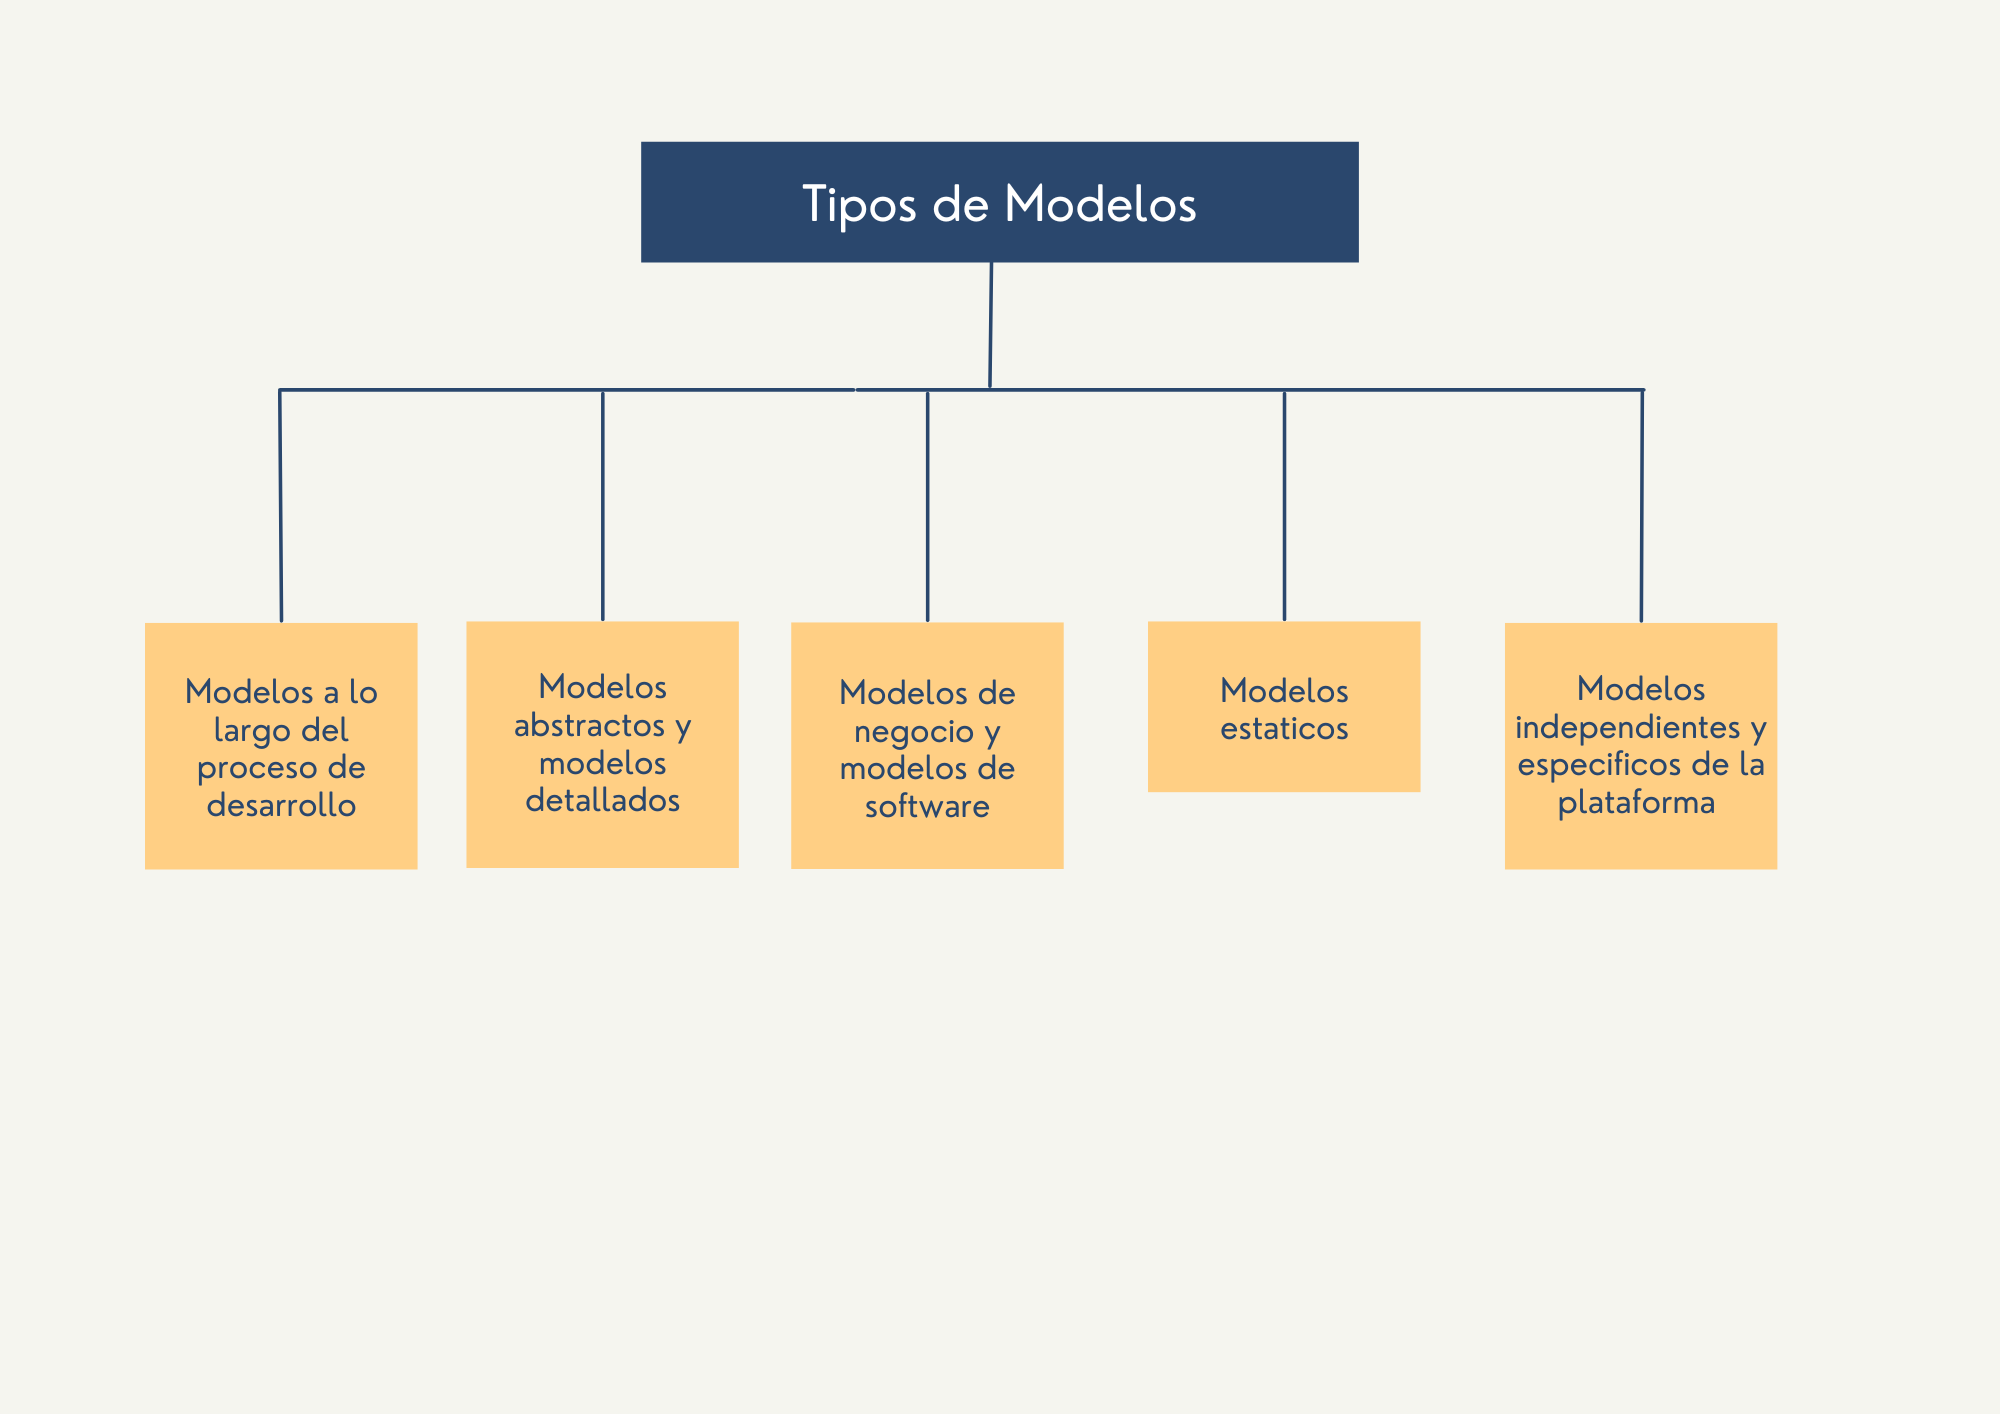 Tipos de Modelos
Modelos a lo
largo del
proceso de
desarrollo
Modelos
abstractos y
modelos
detallados
Modelos de
negocio y
modelos de
software
Modelos
estaticos
Modelos
independientes y
especificos de la
plataforma